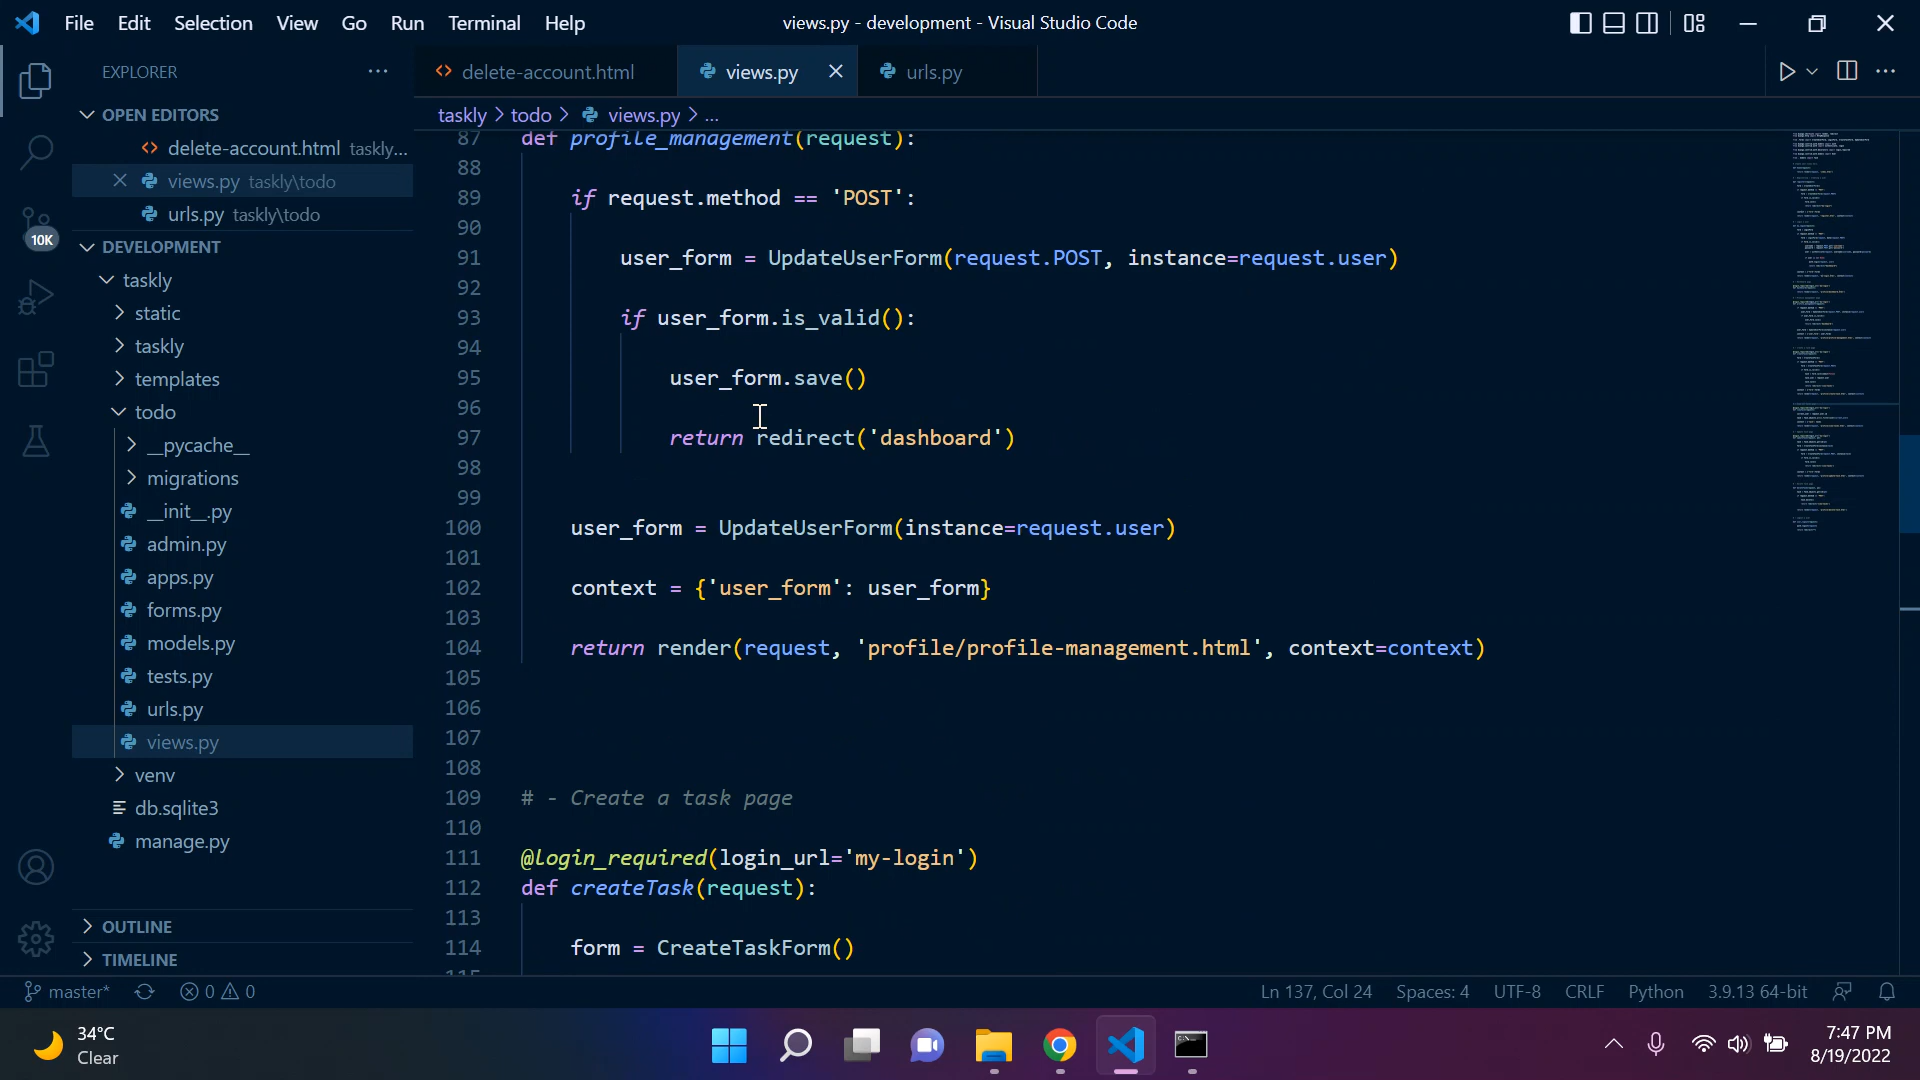 File Edit Selection View Go Run Terminal Help
views.py - development - Visual Studio Code
EXPLORER
OPEN EDITORS
delete-account.html taskly...
views.py taskly\todo
urls.py taskly\todo
DEVELOPMENT
taskly
static
taskly
templates
todo
__pycache__
migrations
__init__.py
admin.py
apps.py
forms.py
models.py
tests.py
urls.py
views.py
venv
db.sqlite3
manage.py
OUTLINE
TIMELINE
10K
delete-account.html
views.py
urls.py
taskly > todo > views.py > ...
87 def profile_management(request):
88
89 if request.method == 'POST':
90
91 user_form = UpdateUserForm(request.POST, instance=request.user)
92
93 if user_form.is_valid():
94
95 user_form.save()
96
97 return redirect('dashboard')
98
99
100 user_form = UpdateUserForm(instance=request.user)
101
102 context = {'user_form': user_form}
103
104 return render(request, 'profile/profile-management.html', context=context)
105
106
107
108
109 # - Create a task page
110
111 @login_required(login_url='my-login')
112 def createTask(request):
113
114 form = CreateTaskForm()
115
master* 0 0
Ln 137, Col 24 Spaces: 4 UTF-8 CRLF Python 3.9.13 64-bit
34°C
Clear
7:47 PM
8/19/2022